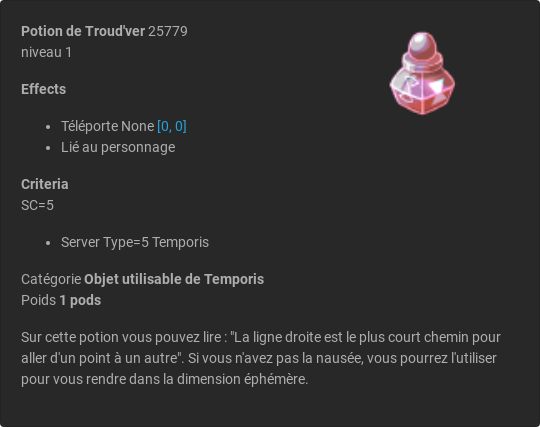 Potion de Troud'ver 25779
niveau 1
Effects
Téléporte None [0, 0]
Lié au personnage
Criteria
SC=5
Server Type=5 Temporis
Catégorie Objet utilisable de Temporis
Poids 1 pods
Sur cette potion vous pouvez lire : "La ligne droite est le plus court chemin pour
aller d'un point à un autre". Si vous n'avez pas la nausée, vous pourrez l'utiliser
pour vous rendre dans la dimension éphémère.